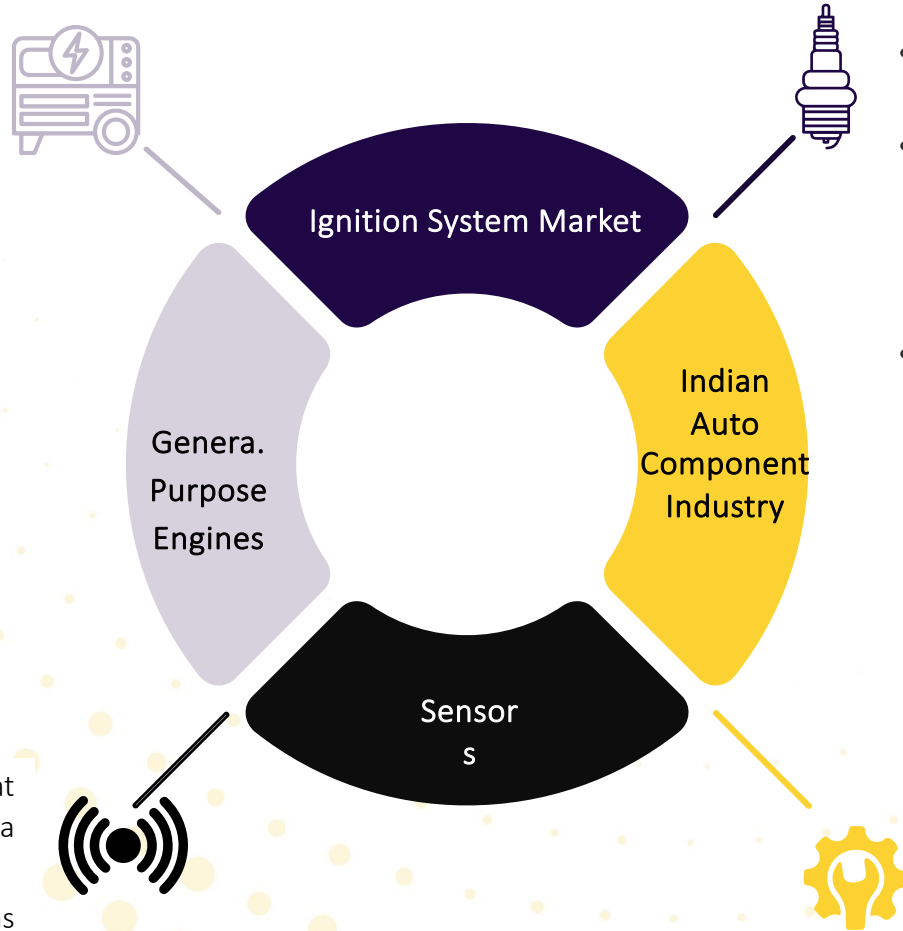 Ignition System Market
Indian
Auto
Component
Industry
Genera.
Purpose
Engines
Sensor
s
a